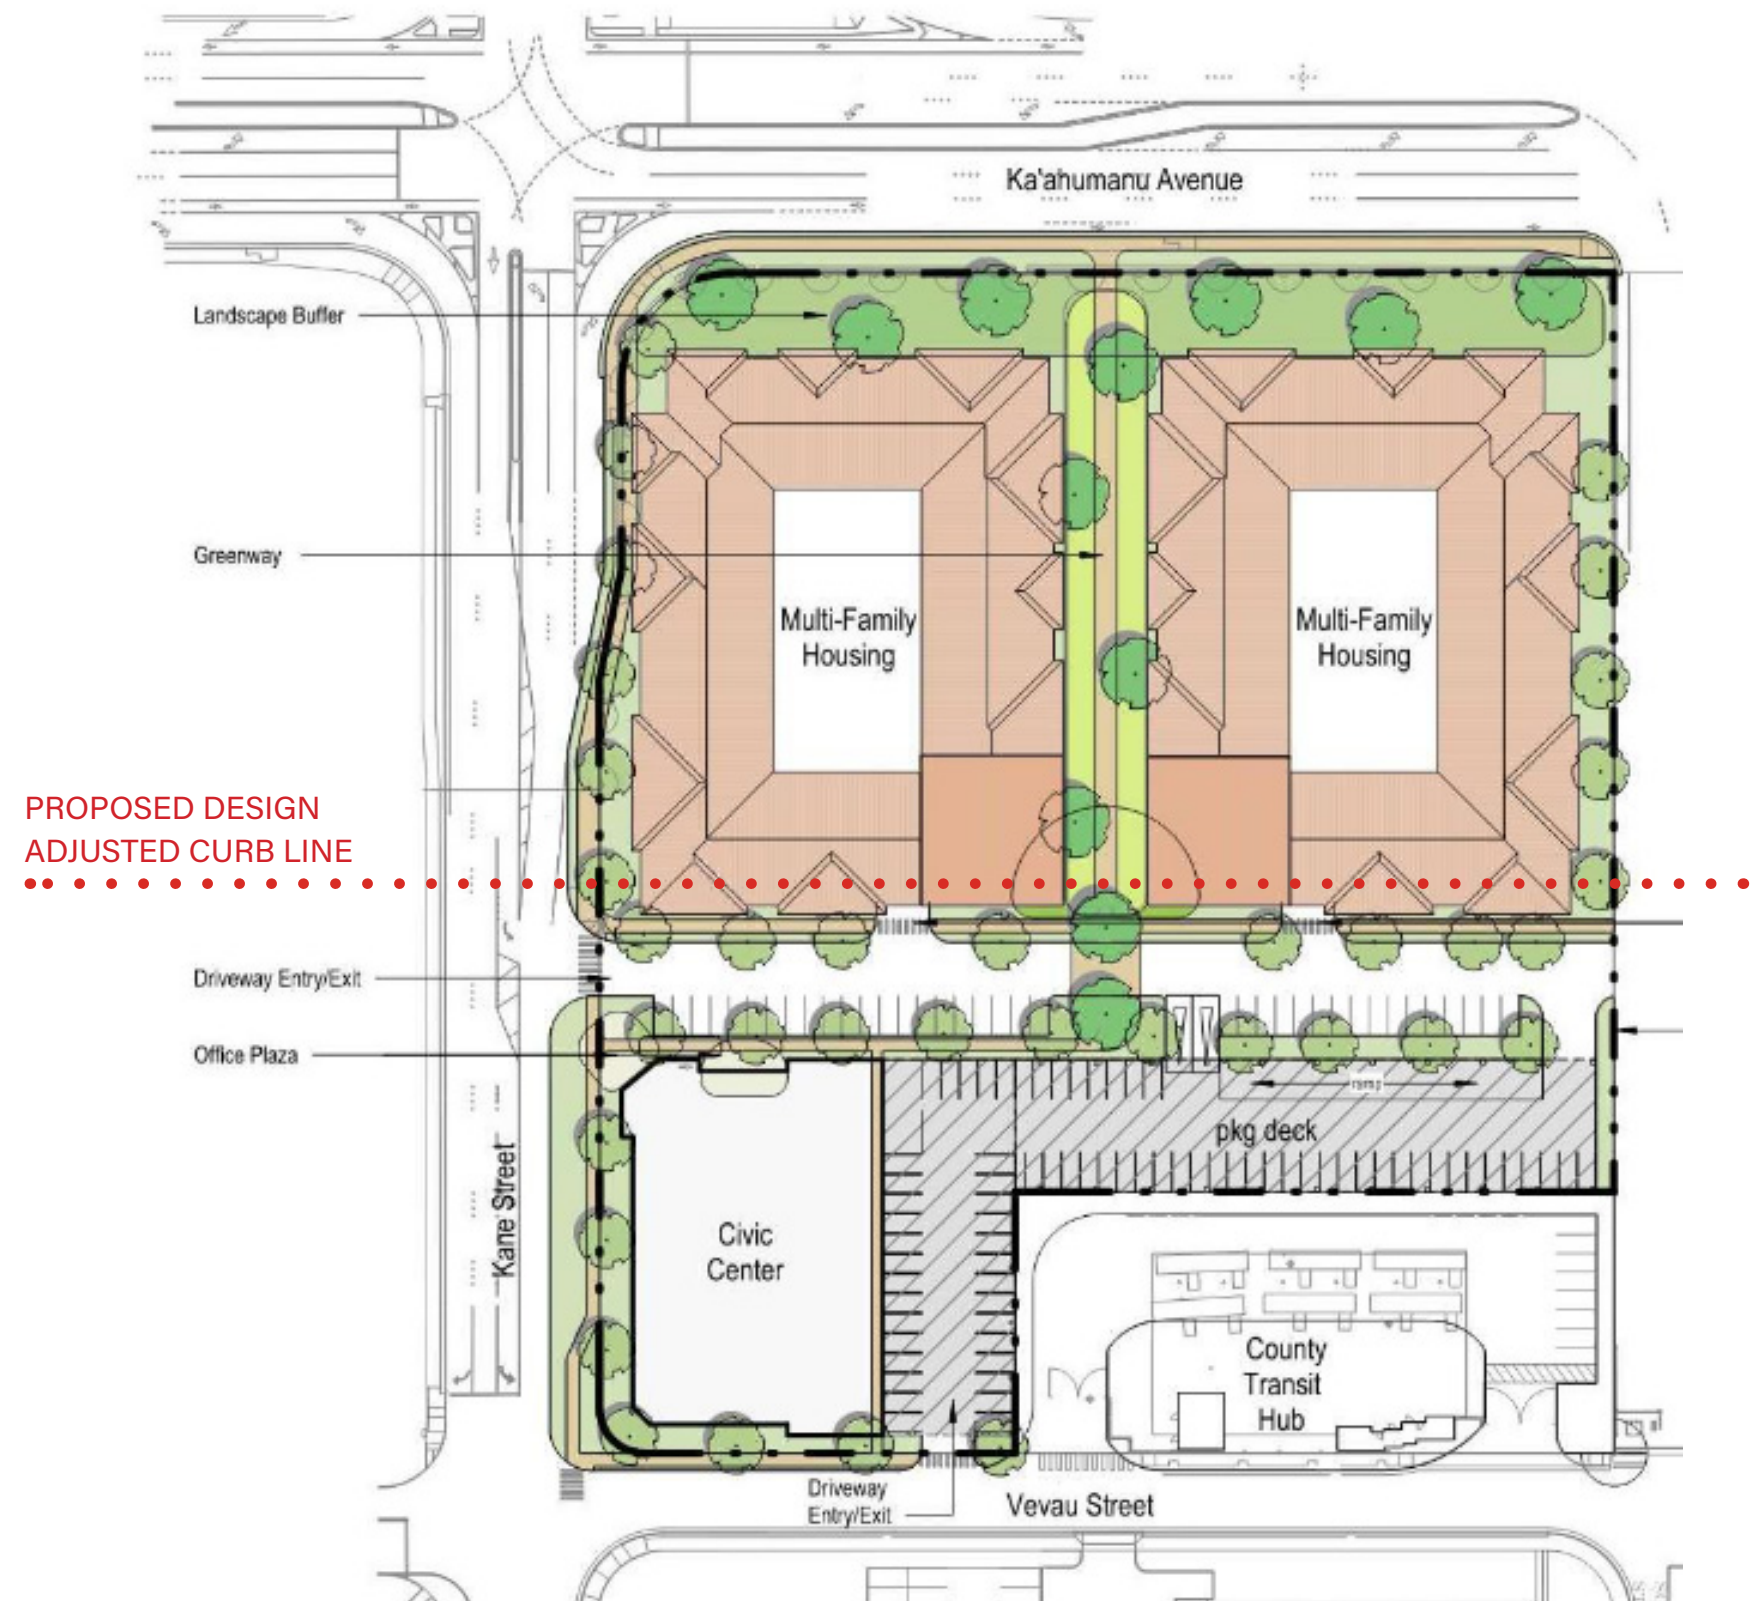 Ka'ahumanu Avenue
Landscape Buffer
Greenway
Multi-Family
Housing
Multi-Family
Housing
PROPOSED DESIGN
ADJUSTED CURB LINE
Driveway Entry/Exit
Office Plaza
ramp
pkg deck
Kane Street
Civic
Center
County
Transit
Hub
Driveway
Entry/Exit
Vevau Street